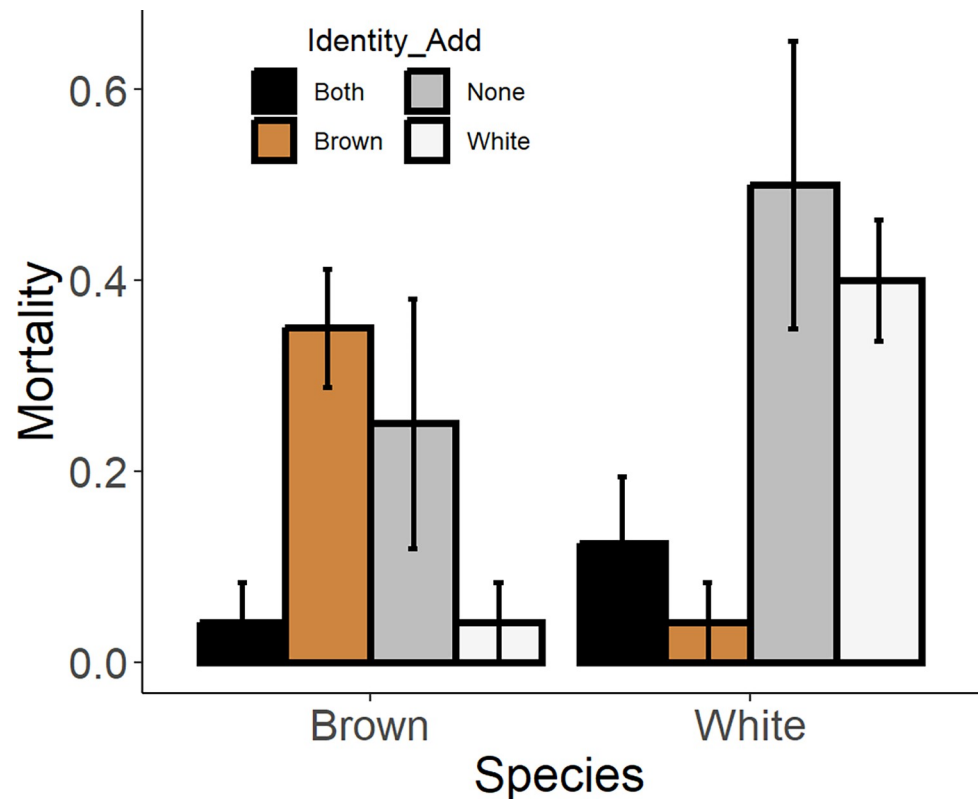 Identity_Add
Both None
Brown White
Mortality
0.6
0.4
0.2
0.0
Brown White
Species